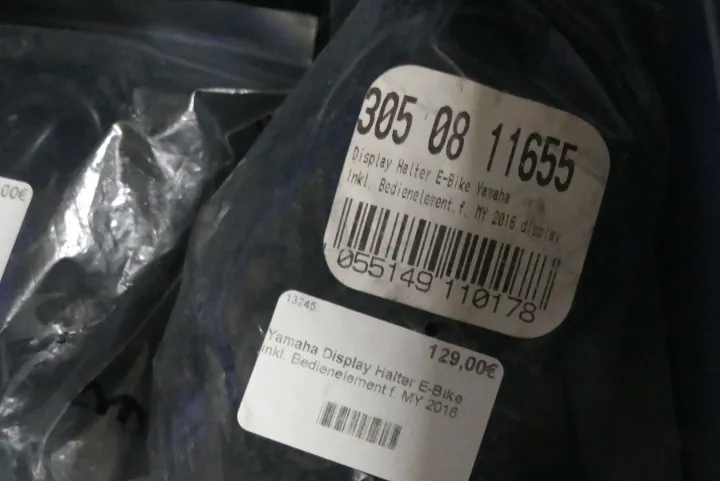 305 08 11655
Display Halter E-Bike Yamaha
Inkl. Bedienelement f. MY 2016 display
055149 110178
13245
129,00€
Yamaha Display Halter E-Bike
inkl. Bedienelement f. MY 2016
,00€